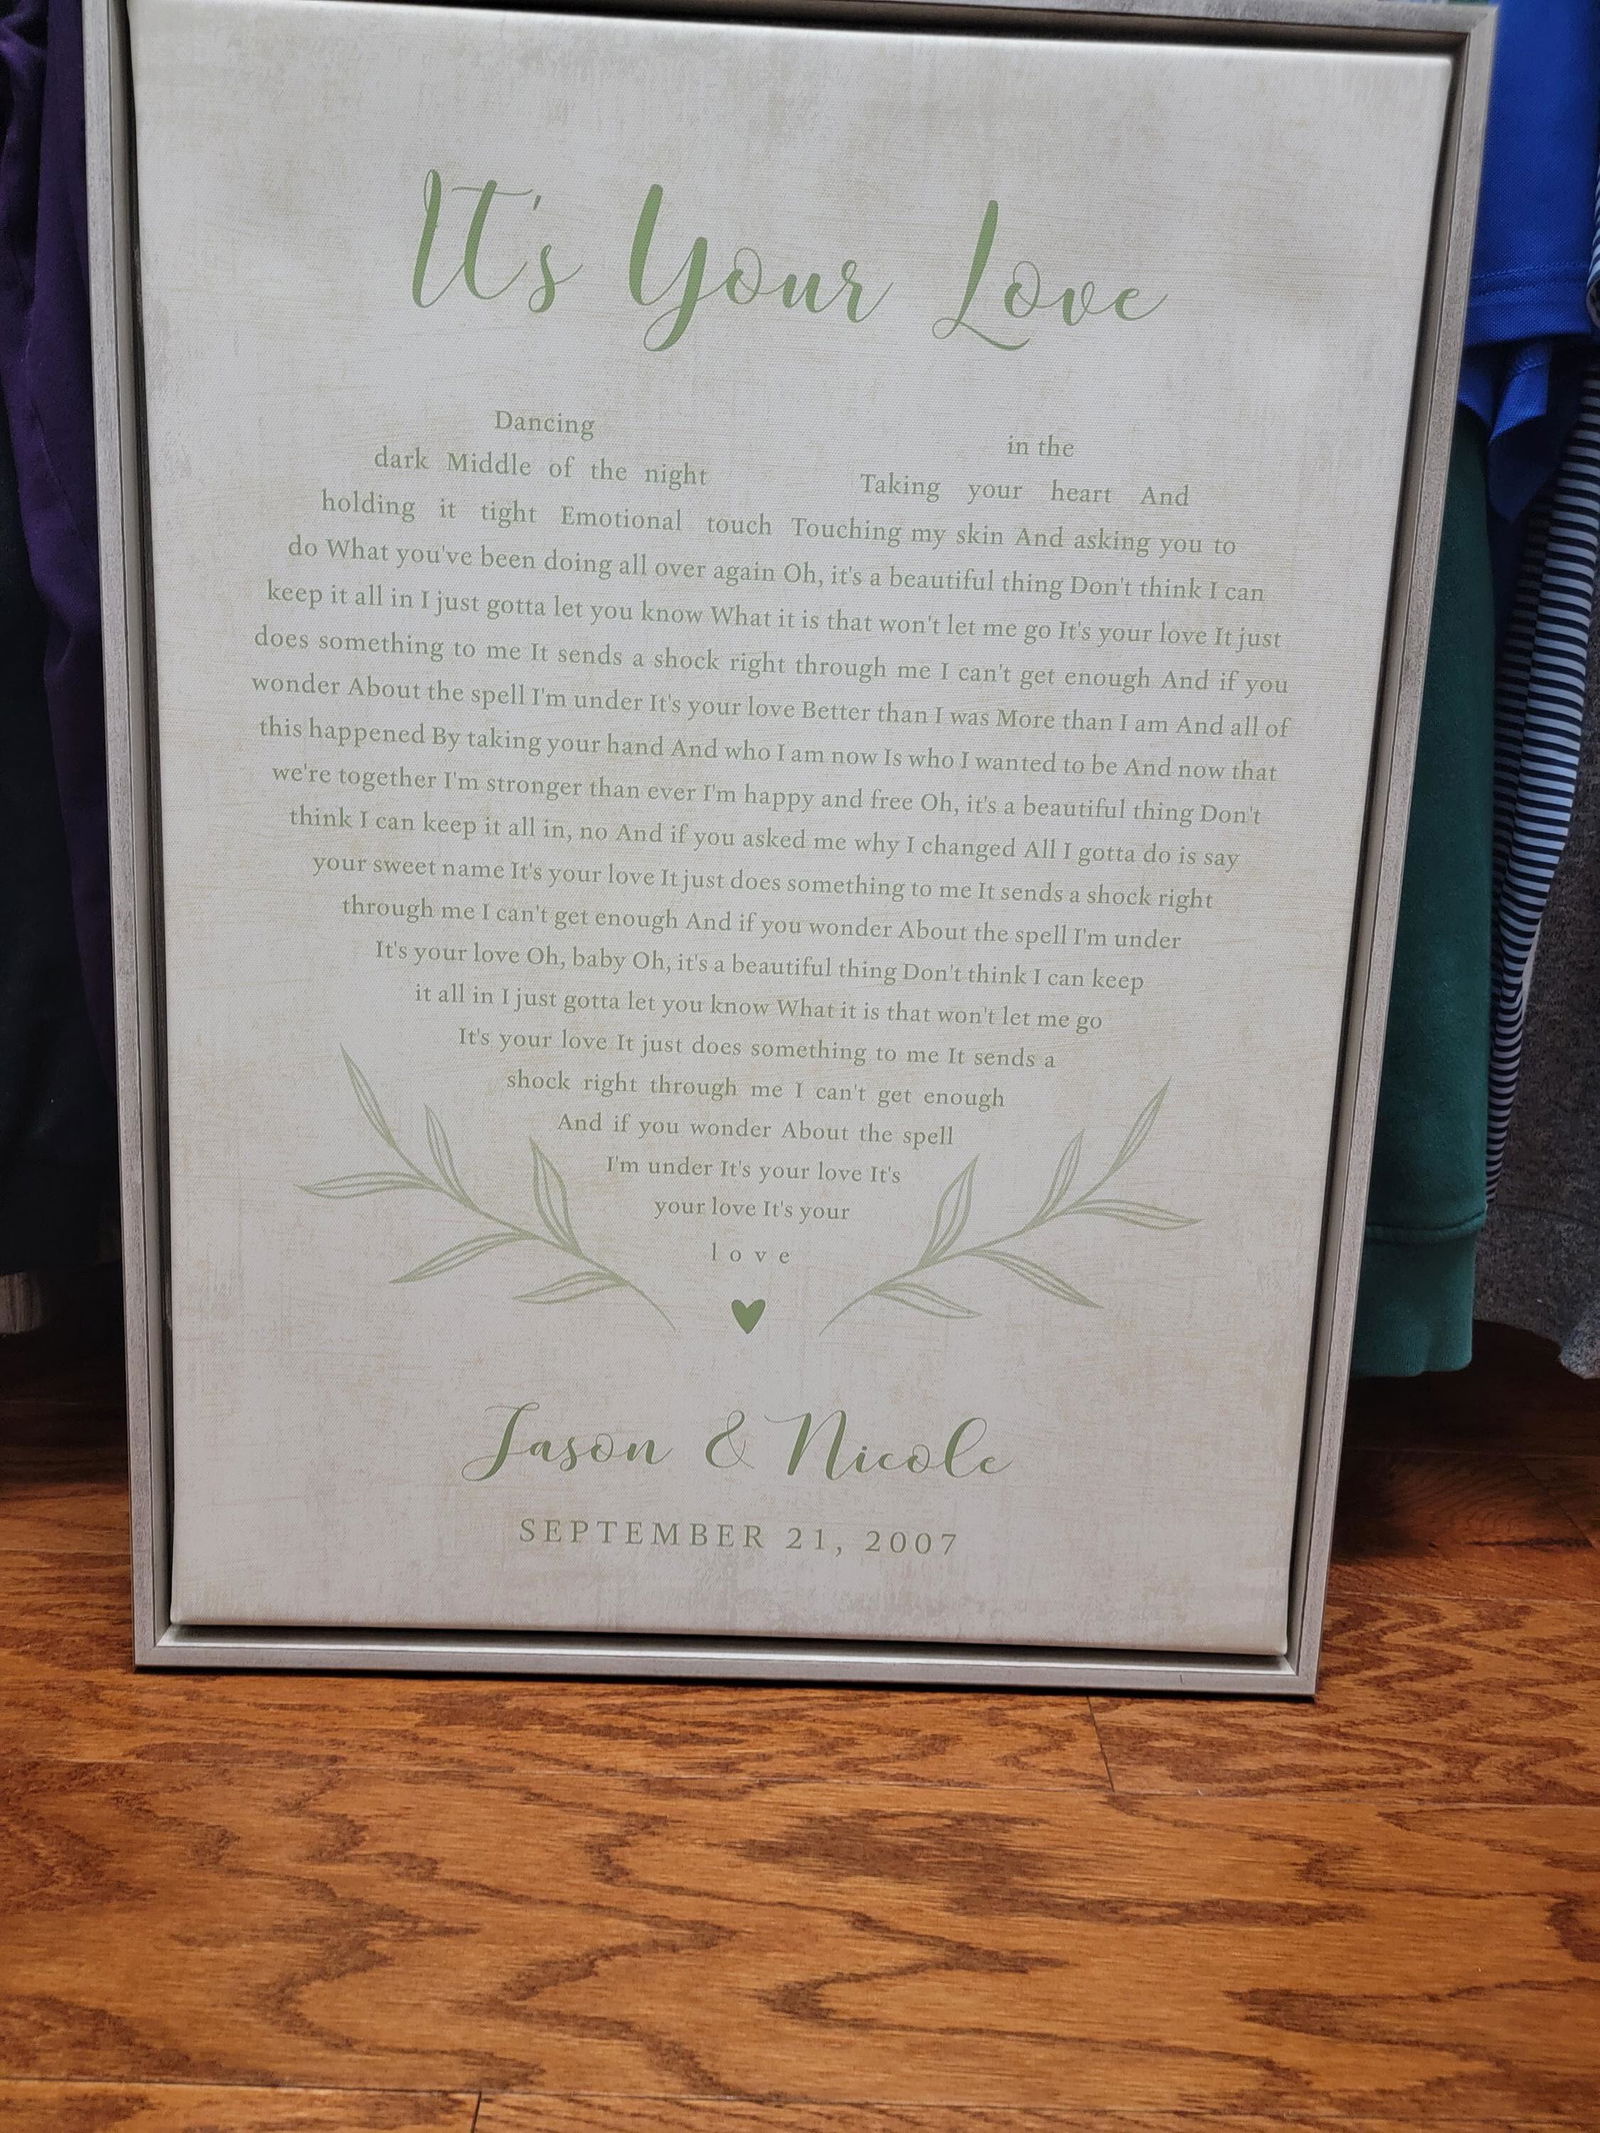 It's Your Love
Dancing in the
dark Middle of the night Taking your heart And
holding it tight Emotional touch Touching my skin And asking you to
do What you've been doing all over again Oh, it's a beautiful thing Don't think I can
keep it all in I just gotta let you know What it is that won't let me go It's your love It just
does something to me It sends a shock right through me I can't get enough And if you
wonder About the spell I'm under It's your love Better than I was More than I am And all of
this happened By taking your hand And who I am now Is who I wanted to be And now that
we're together I'm stronger than ever I'm happy and free Oh, it's a beautiful thing Don't
think I can keep it all in, no And if you asked me why I changed All I gotta do is say
your sweet name It's your love It just does something to me It sends a shock right
through me I can't get enough And if you wonder About the spell I'm under
It's your love Oh, baby Oh, it's a beautiful thing Don't think I can keep
it all in I just gotta let you know What it is that won't let me go
It's your love It just does something to me It sends a
shock right through me I can't get enough
And if you wonder About the spell
I'm under It's your love It's
your love It's your
love
Jason & Nicole
SEPTEMBER 21, 2007